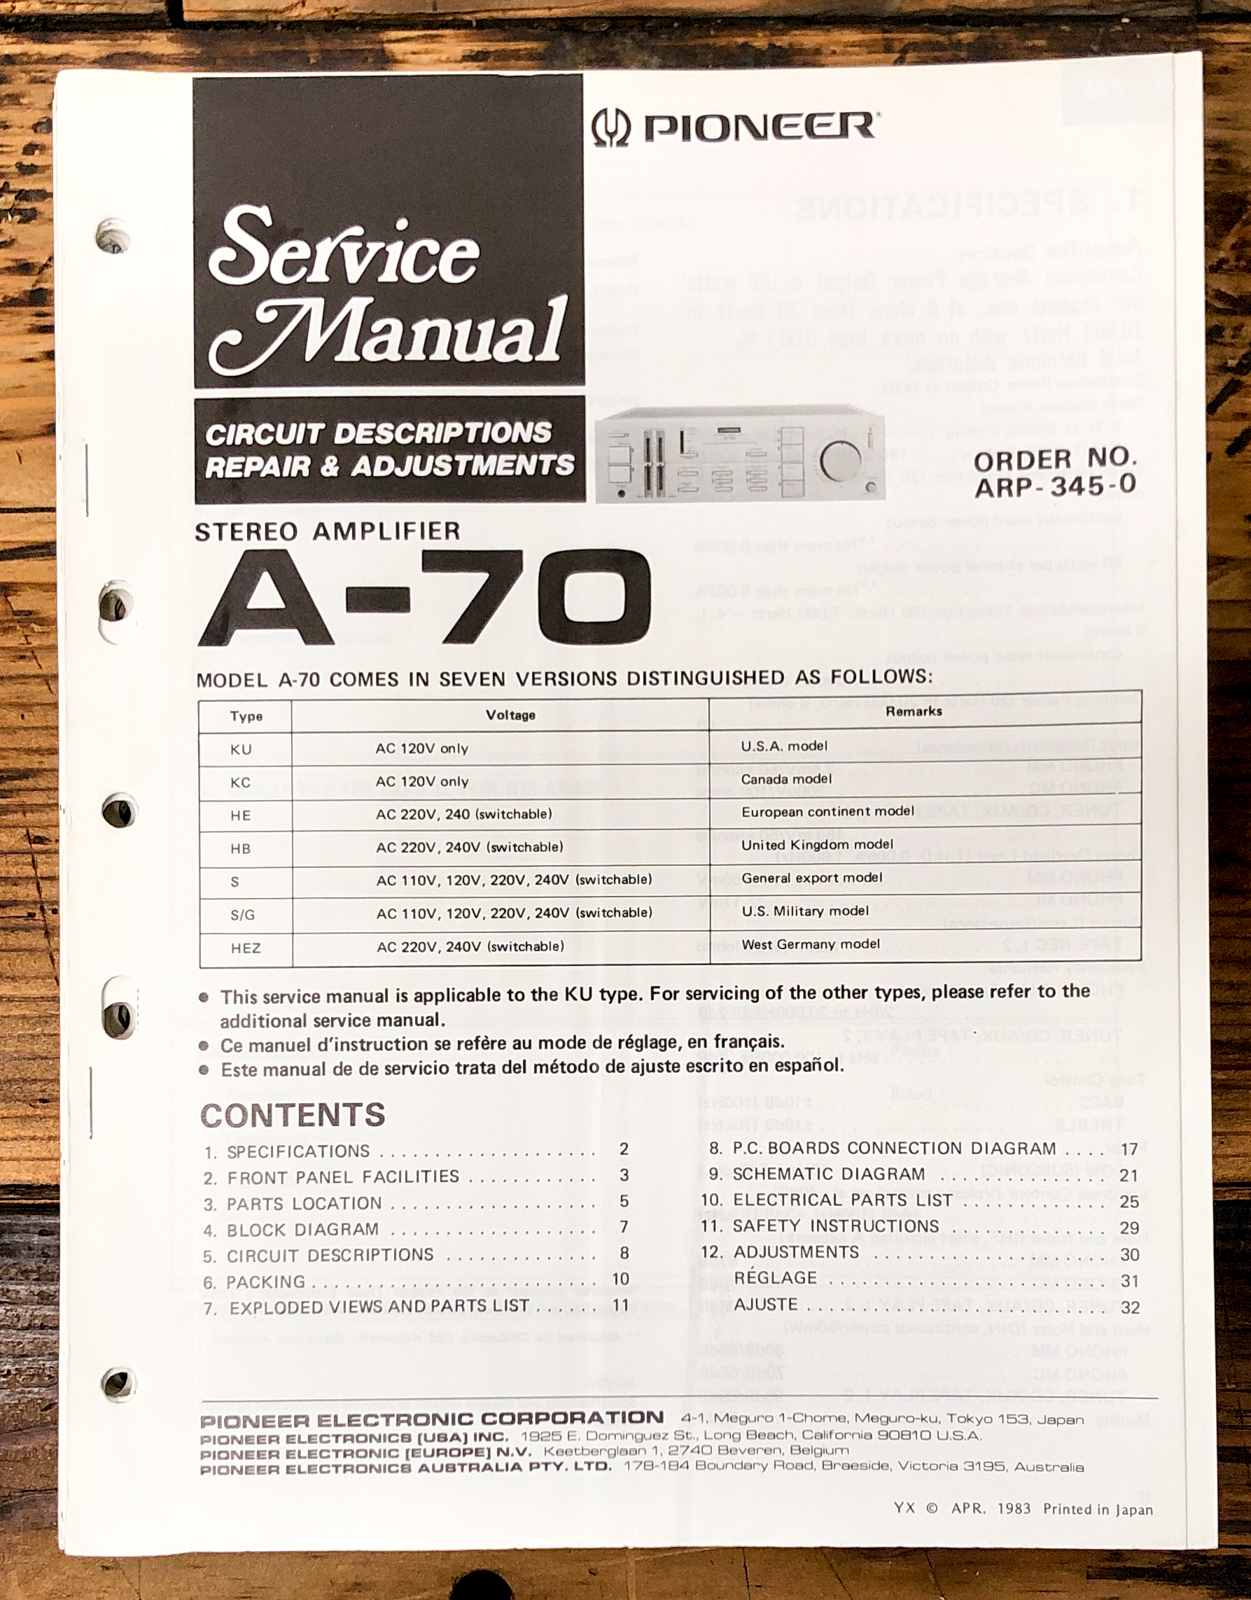 PIONEER
Service
Manual
CIRCUIT DESCRIPTIONS
REPAIR & ADJUSTMENTS
ORDER NO.
ARP-345-0
STEREO AMPLIFIER
A-70
MODEL A-70 COMES IN SEVEN VERSIONS DISTINGUISHED AS FOLLOWS:
Type Voltage Remarks
KU AC 120V only U.S.A. model
KC AC 120V only Canada model
HE AC 220V, 240 (switchable) European continent model
HB AC 220V, 240V (switchable) United Kingdom model
S AC 110V, 120V, 220V, 240V (switchable) General export model
S/G AC 110V, 120V, 220V, 240V (switchable) U.S. Military model
HEZ AC 220V, 240V (switchable) West Germany model
● This service manual is applicable to the KU type. For servicing of the other types, please refer to the
additional service manual.
● Ce manuel d'instruction se refère au mode de réglage, en français.
● Este manual de de servicio trata del método de ajuste escrito en español.
CONTENTS
1. SPECIFICATIONS . . . . . . . . . . . . . . . . . . . . 2
2. FRONT PANEL FACILITIES . . . . . . . . . . . . 3
3. PARTS LOCATION . . . . . . . . . . . . . . . . . . . 5
4. BLOCK DIAGRAM . . . . . . . . . . . . . . . . . . . . 7
5. CIRCUIT DESCRIPTIONS . . . . . . . . . . . . . . 8
6. PACKING . . . . . . . . . . . . . . . . . . . . . . . . . . 10
7. EXPLODED VIEWS AND PARTS LIST . . . . . . 11
8. P.C. BOARDS CONNECTION DIAGRAM . . . . 17
9. SCHEMATIC DIAGRAM . . . . . . . . . . . . . . . 21
10. ELECTRICAL PARTS LIST . . . . . . . . . . . . . 25
11. SAFETY INSTRUCTIONS . . . . . . . . . . . . . . 29
12. ADJUSTMENTS . . . . . . . . . . . . . . . . . . . . . 30
RÉGLAGE . . . . . . . . . . . . . . . . . . . . . . . . . 31
AJUSTE . . . . . . . . . . . . . . . . . . . . . . . . . . . 32
PIONEER ELECTRONIC CORPORATION 4-1, Meguro 1-Chome, Meguro-ku, Tokyo 153, Japan
PIONEER ELECTRONICS [USA] INC. 1925 E. Dominguez St., Long Beach, California 90810 U.S.A.
PIONEER ELECTRONIC [EUROPE] N.V. Keetberglaan 1, 2740 Beveren, Belgium
PIONEER ELECTRONICS AUSTRALIA PTY. LTD. 178-184 Boundary Road, Braeside, Victoria 3195, Australia
YX © APR. 1983 Printed in Japan